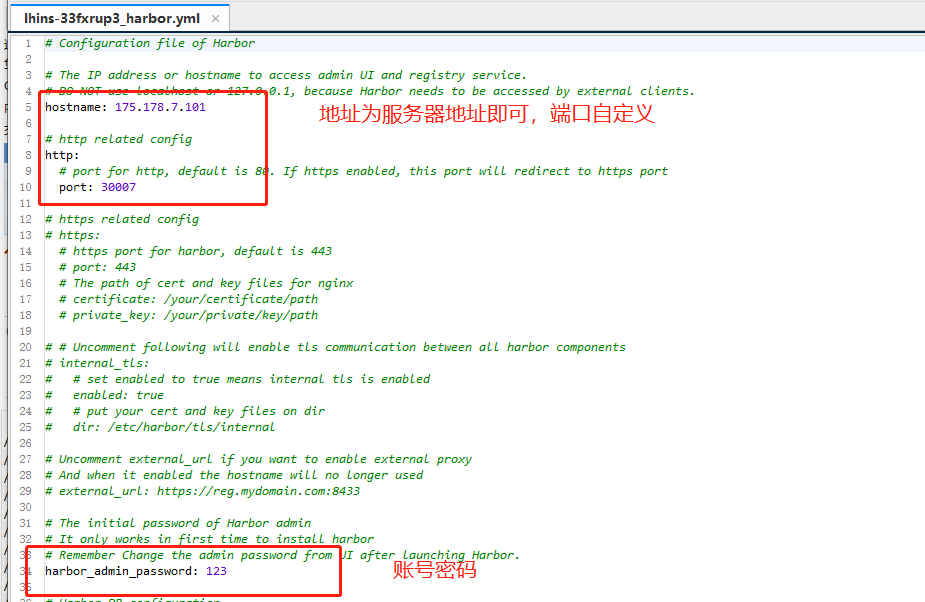 lhins-33fxrup3_harbor.yml ×
1 # Configuration file of Harbor
2
3 # The IP address or hostname to access admin UI and registry service.
4 # DO NOT use localhost or 127.0.0.1, because Harbor needs to be accessed by external clients.
5 hostname: 175.178.7.101
地址为服务器地址即可，端口自定义
6
7 # http related config
8 http:
9 # port for http, default is 80. If https enabled, this port will redirect to https port
10 port: 30007
11
12 # https related config
13 # https:
14 # https port for harbor, default is 443
15 # port: 443
16 # The path of cert and key files for nginx
17 # certificate: /your/certificate/path
18 # private_key: /your/private/key/path
19
20 # # Uncomment following will enable tls communication between all harbor components
21 # internal_tls:
22 # # set enabled to true means internal tls is enabled
23 # enabled: true
24 # # put your cert and key files on dir
25 # dir: /etc/harbor/tls/internal
26
27 # Uncomment external_url if you want to enable external proxy
28 # And when it enabled the hostname will no longer used
29 # external_url: https://reg.mydomain.com:8433
30
31 # The initial password of Harbor admin
32 # It only works in first time to install harbor
33 # Remember Change the admin password from UI after launching Harbor.
34 harbor_admin_password: 123
账号密码
35
36 # Harbor DB configuration